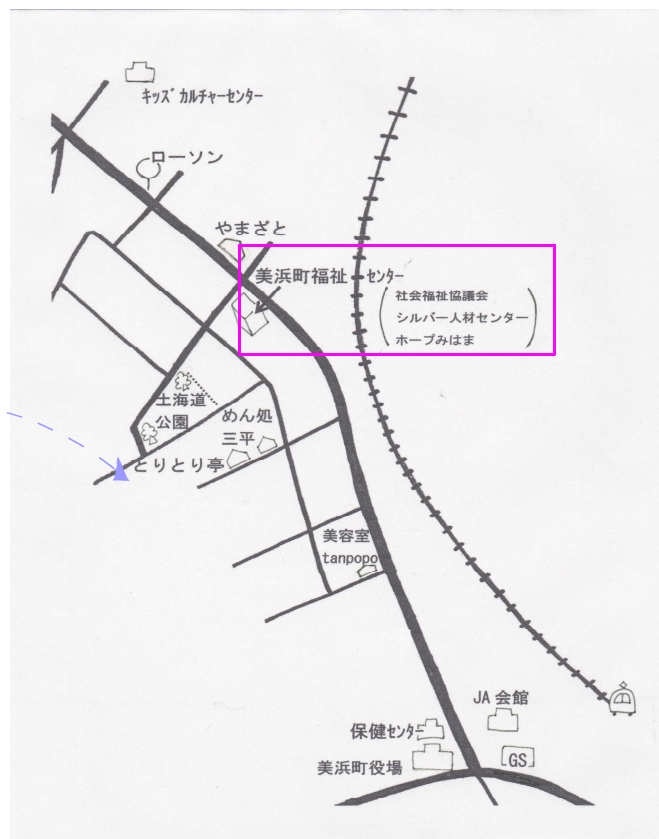 キッズカルチャーセンター
ローソン
やまざと
美浜町福祉センター
社会福祉協議会
シルバー人材センター
ホープみはま
土海道
公園
めん処
三平
とりとり亭
美容室
tanpopo
JA会館
保健センター
美浜町役場
GS